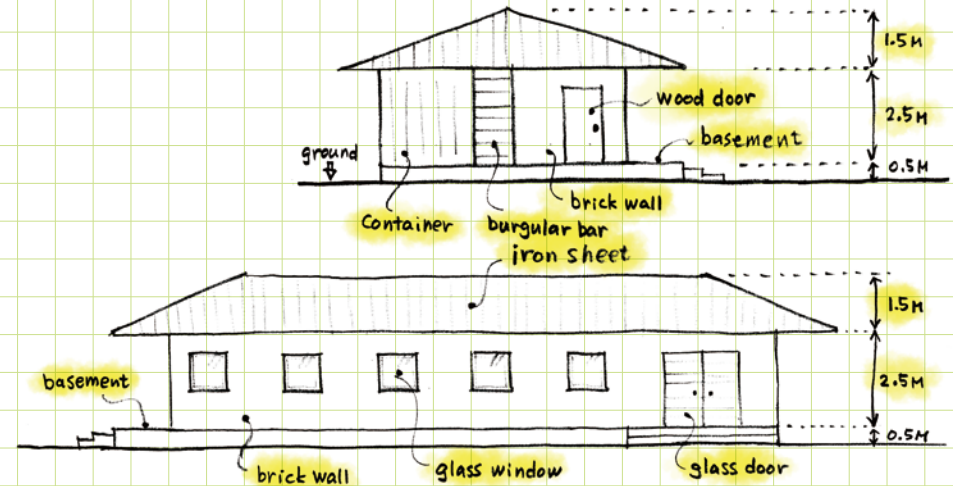 1.5M
wood door
2.5M
basement
ground
0.5M
brick wall
Container
burgular bar
iron sheet
1.5M
basement
2.5M
0.5M
brick wall
glass window
glass door